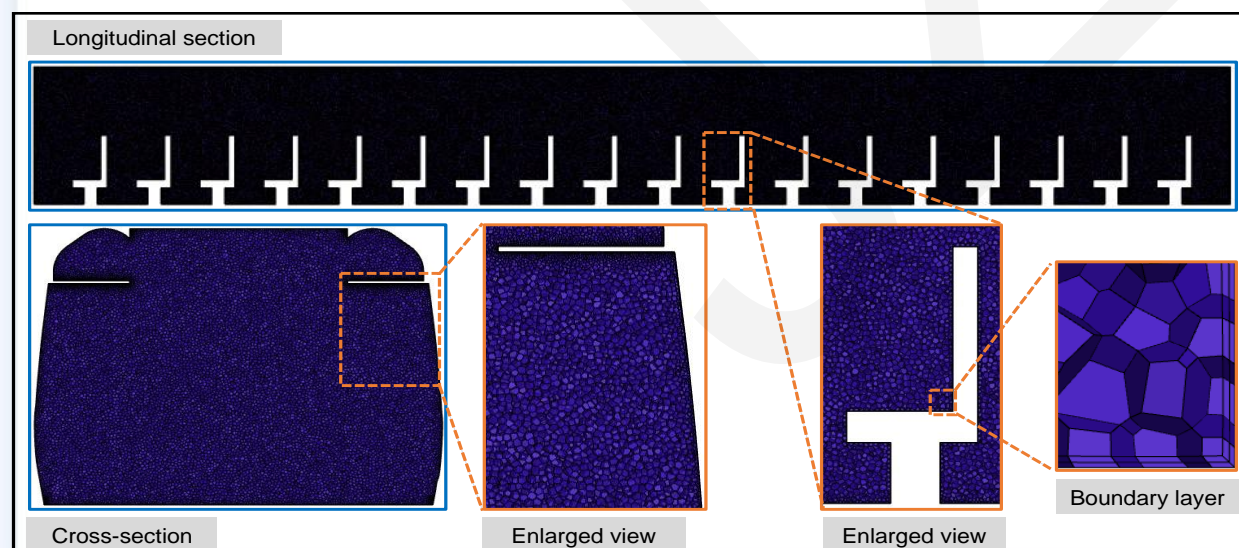 Longitudinal section
Cross-section
Enlarged view
Enlarged view
Boundary layer